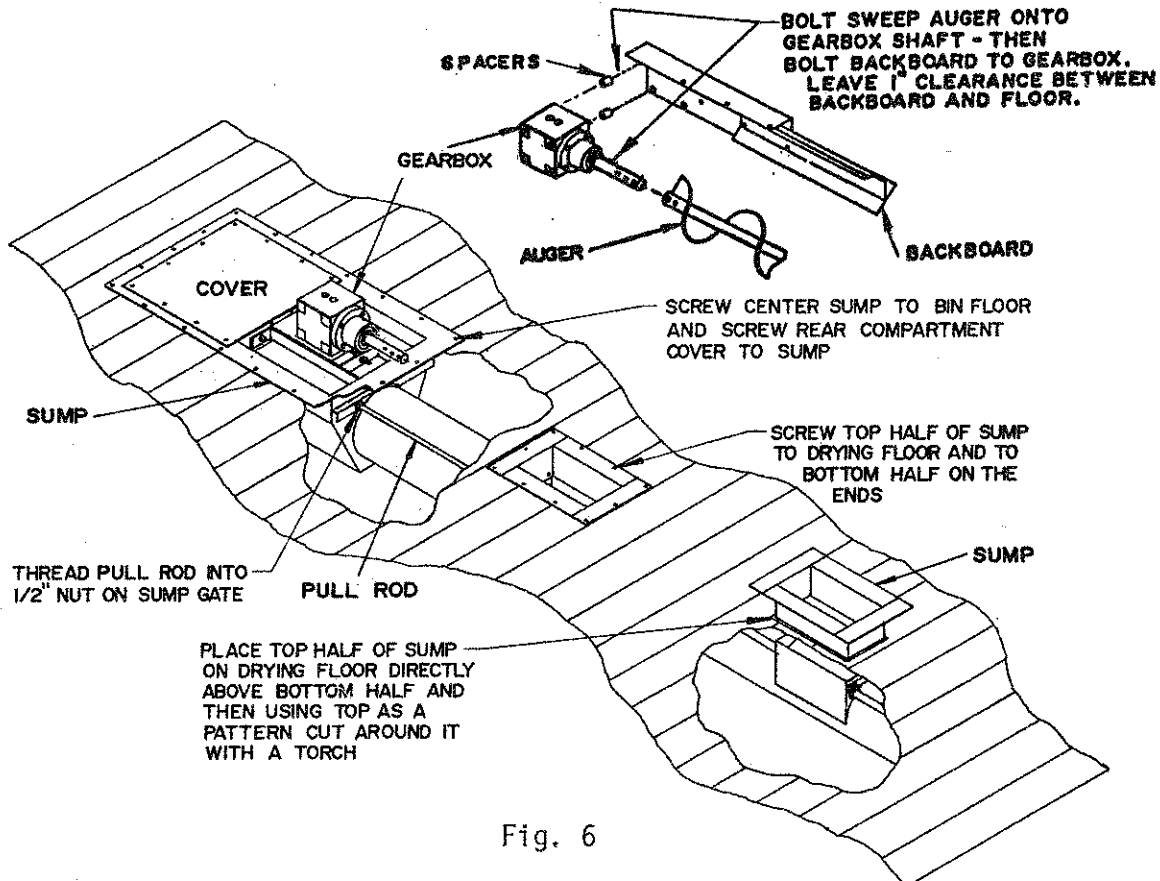 BOLT SWEEP AUGER ONTO
GEARBOX SHAFT - THEN
BOLT BACKBOARD TO GEARBOX.
LEAVE 1" CLEARANCE BETWEEN
BACKBOARD AND FLOOR.
SPACERS
GEARBOX
AUGER
BACKBOARD
COVER
SCREW CENTER SUMP TO BIN FLOOR
AND SCREW REAR COMPARTMENT
COVER TO SUMP
SUMP
SCREW TOP HALF OF SUMP
TO DRYING FLOOR AND TO
BOTTOM HALF ON THE
ENDS
THREAD PULL ROD INTO
1/2" NUT ON SUMP GATE
PULL ROD
SUMP
PLACE TOP HALF OF SUMP
ON DRYING FLOOR DIRECTLY
ABOVE BOTTOM HALF AND
THEN USING TOP AS A
PATTERN CUT AROUND IT
WITH A TORCH
Fig. 6